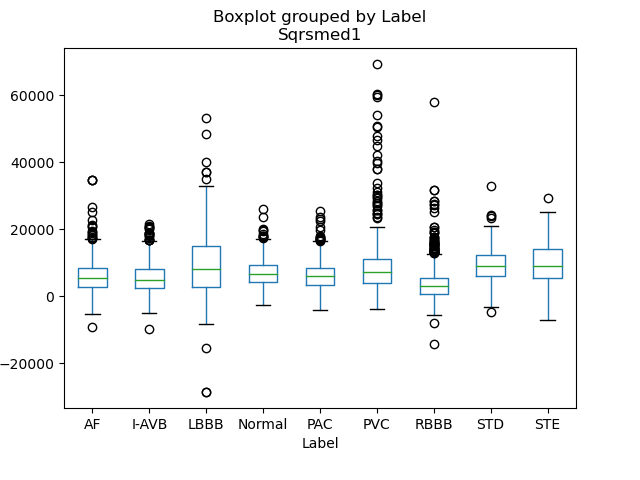 Boxplot grouped by Label
Sqrsmed1
60000
40000
20000
0
−20000
AF I-AVB LBBB Normal PAC PVC RBBB STD STE
Label